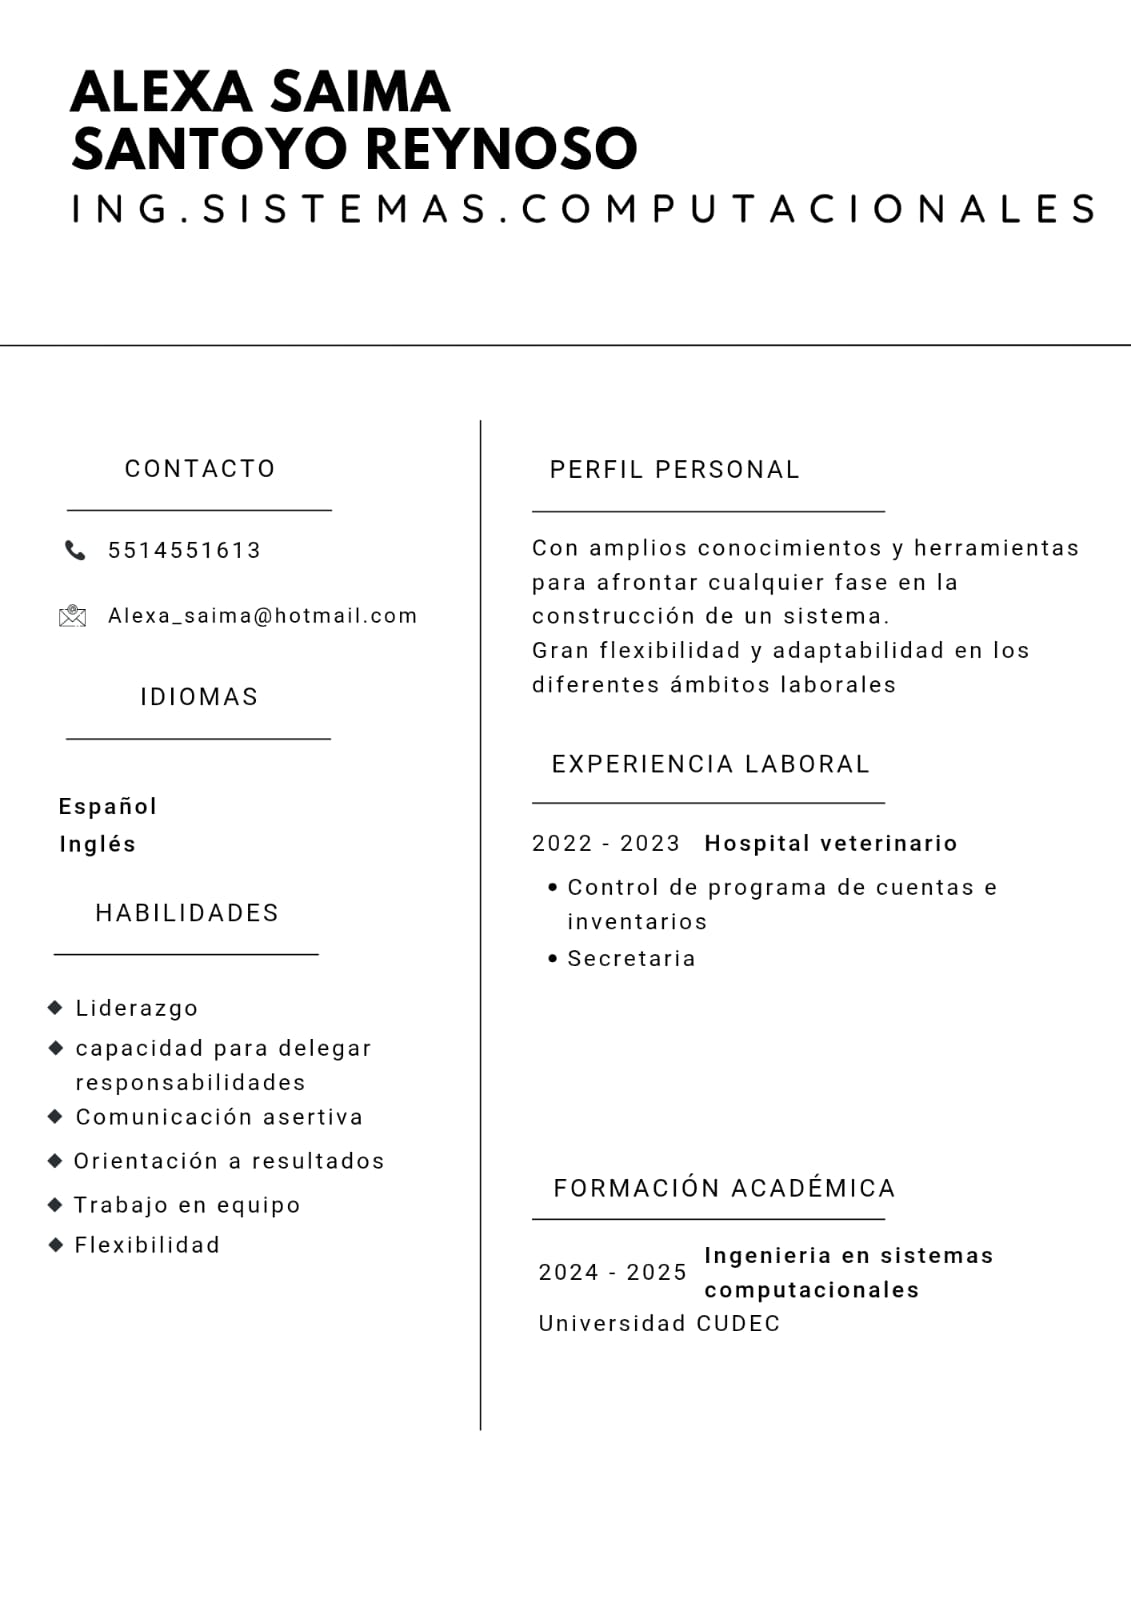 ALEXA SAIMA
SANTOYO REYNOSO
ING.SISTEMAS.COMPUTACIONALES
CONTACTO
5514551613
Alexa_saima@hotmail.com
IDIOMAS
Español
Inglés
HABILIDADES
Liderazgo
capacidad para delegar
responsabilidades
Comunicación asertiva
Orientación a resultados
Trabajo en equipo
Flexibilidad
PERFIL PERSONAL
Con amplios conocimientos y herramientas
para afrontar cualquier fase en la
construcción de un sistema.
Gran flexibilidad y adaptabilidad en los
diferentes ámbitos laborales
EXPERIENCIA LABORAL
2022 - 2023 Hospital veterinario
• Control de programa de cuentas e
inventarios
• Secretaria
FORMACIÓN ACADÉMICA
2024 - 2025 Ingenieria en sistemas
computacionales
Universidad CUDEC